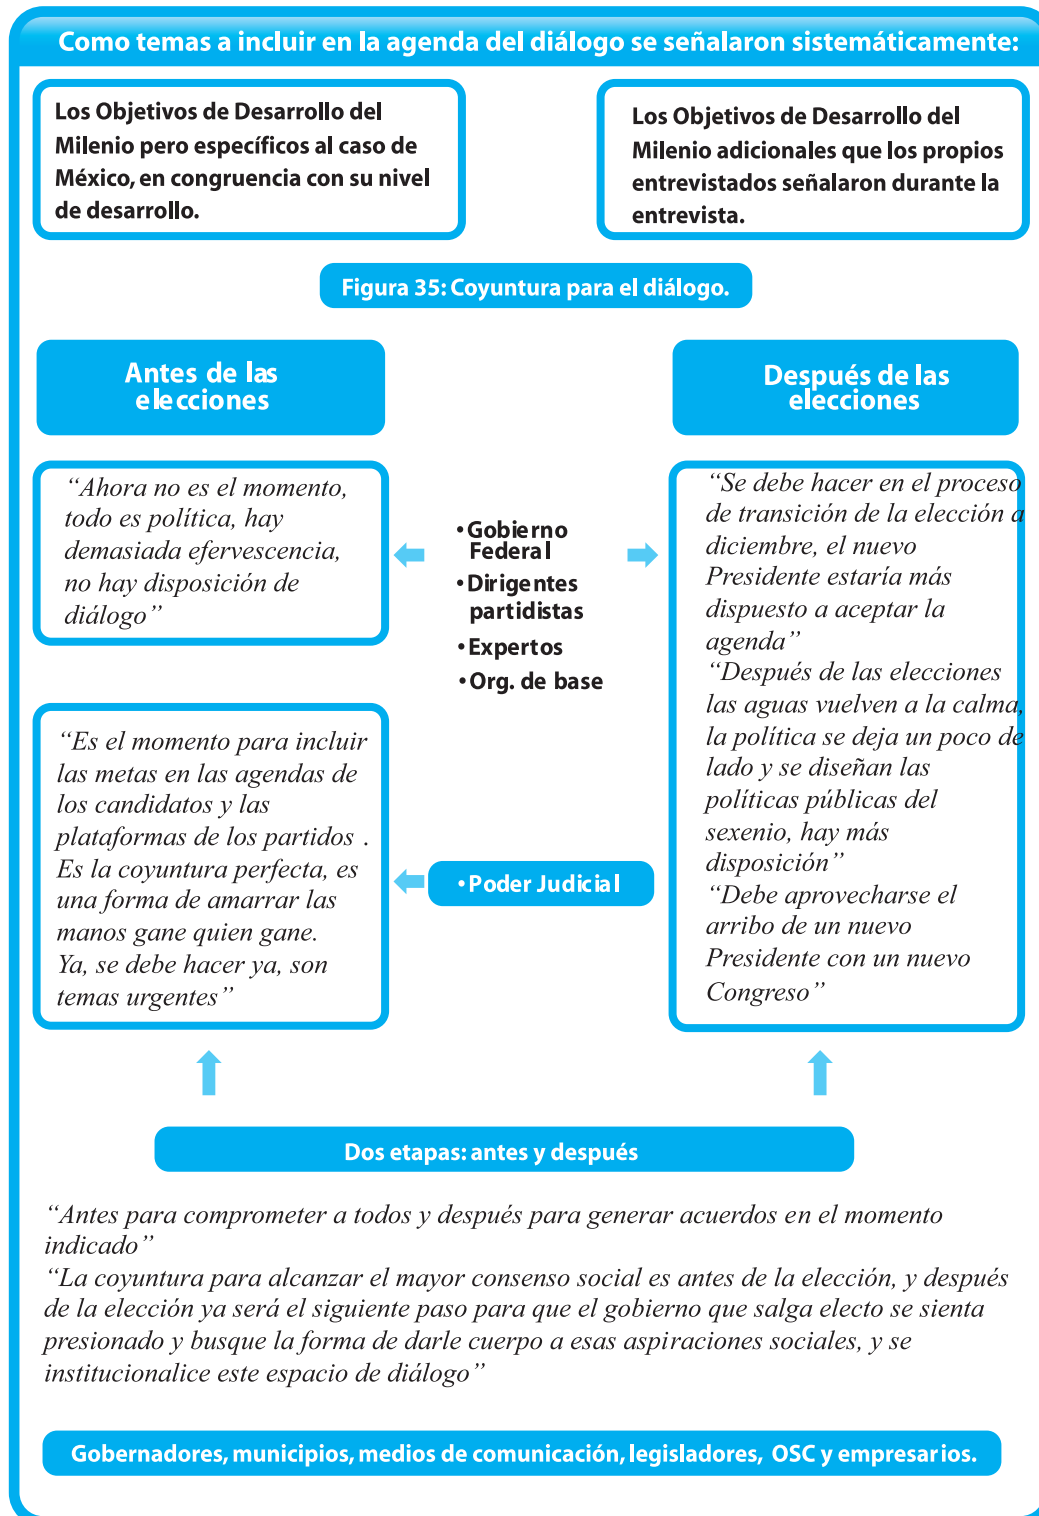 Como temas a incluir en la agenda del diálogo se señalaron sistemáticamente:
Los Objetivos de Desarrollo del
Milenio pero específicos al caso de
México, en congruencia con su nivel
de desarrollo.
Los Objetivos de Desarrollo del
Milenio adicionales que los propios
entrevistados señalaron durante la
entrevista.
Figura 35: Coyuntura para el diálogo.
Antes de las
elecciones
Después de las
elecciones
“Ahora no es el momento,
todo es política, hay
demasiada efervescencia,
no hay disposición de
diálogo”
• Gobierno
Federal
• Dirigentes
partidistas
• Expertos
• Org. de base
“Se debe hacer en el proceso
de transición de la elección a
diciembre, el nuevo
Presidente estaría más
dispuesto a aceptar la
agenda”
“Después de las elecciones
las aguas vuelven a la calma,
la política se deja un poco de
lado y se diseñan las
políticas públicas del
sexenio, hay más
disposición”
“Debe aprovecharse el
arribo de un nuevo
Presidente con un nuevo
Congreso”
“Es el momento para incluir
las metas en las agendas de
los candidatos y las
plataformas de los partidos .
Es la coyuntura perfecta, es
una forma de amarrar las
manos gane quien gane.
Ya, se debe hacer ya, son
temas urgentes”
• Poder Judicial
Dos etapas: antes y después
“Antes para comprometer a todos y después para generar acuerdos en el momento
indicado”
“La coyuntura para alcanzar el mayor consenso social es antes de la elección, y después
de la elección ya será el siguiente paso para que el gobierno que salga electo se sienta
presionado y busque la forma de darle cuerpo a esas aspiraciones sociales, y se
institucionalice este espacio de diálogo”
Gobernadores, municipios, medios de comunicación, legisladores, OSC y empresarios.